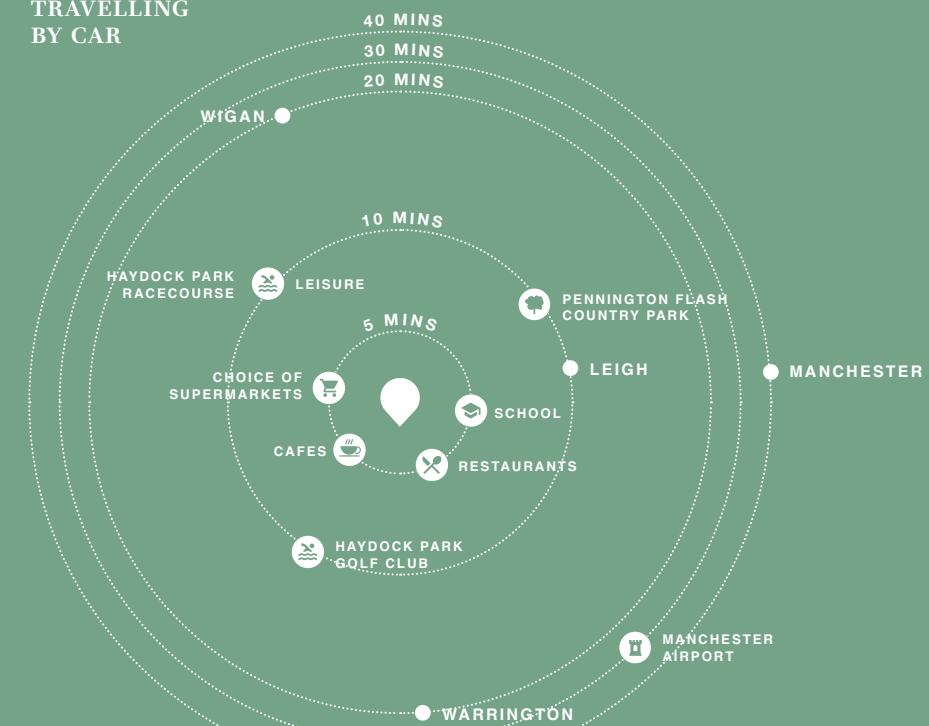 TRAVELLING
BY CAR
40 MINS
30 MINS
20 MINS
WIGAN
10 MINS
HAYDOCK PARK
RACECOURSE
LEISURE
PENNINGTON FLASH
COUNTRY PARK
5 MINS
LEIGH
MANCHESTER
CHOICE OF
SUPERMARKETS
SCHOOL
CAFES
RESTAURANTS
HAYDOCK PARK
GOLF CLUB
MANCHESTER
AIRPORT
WARRINGTON